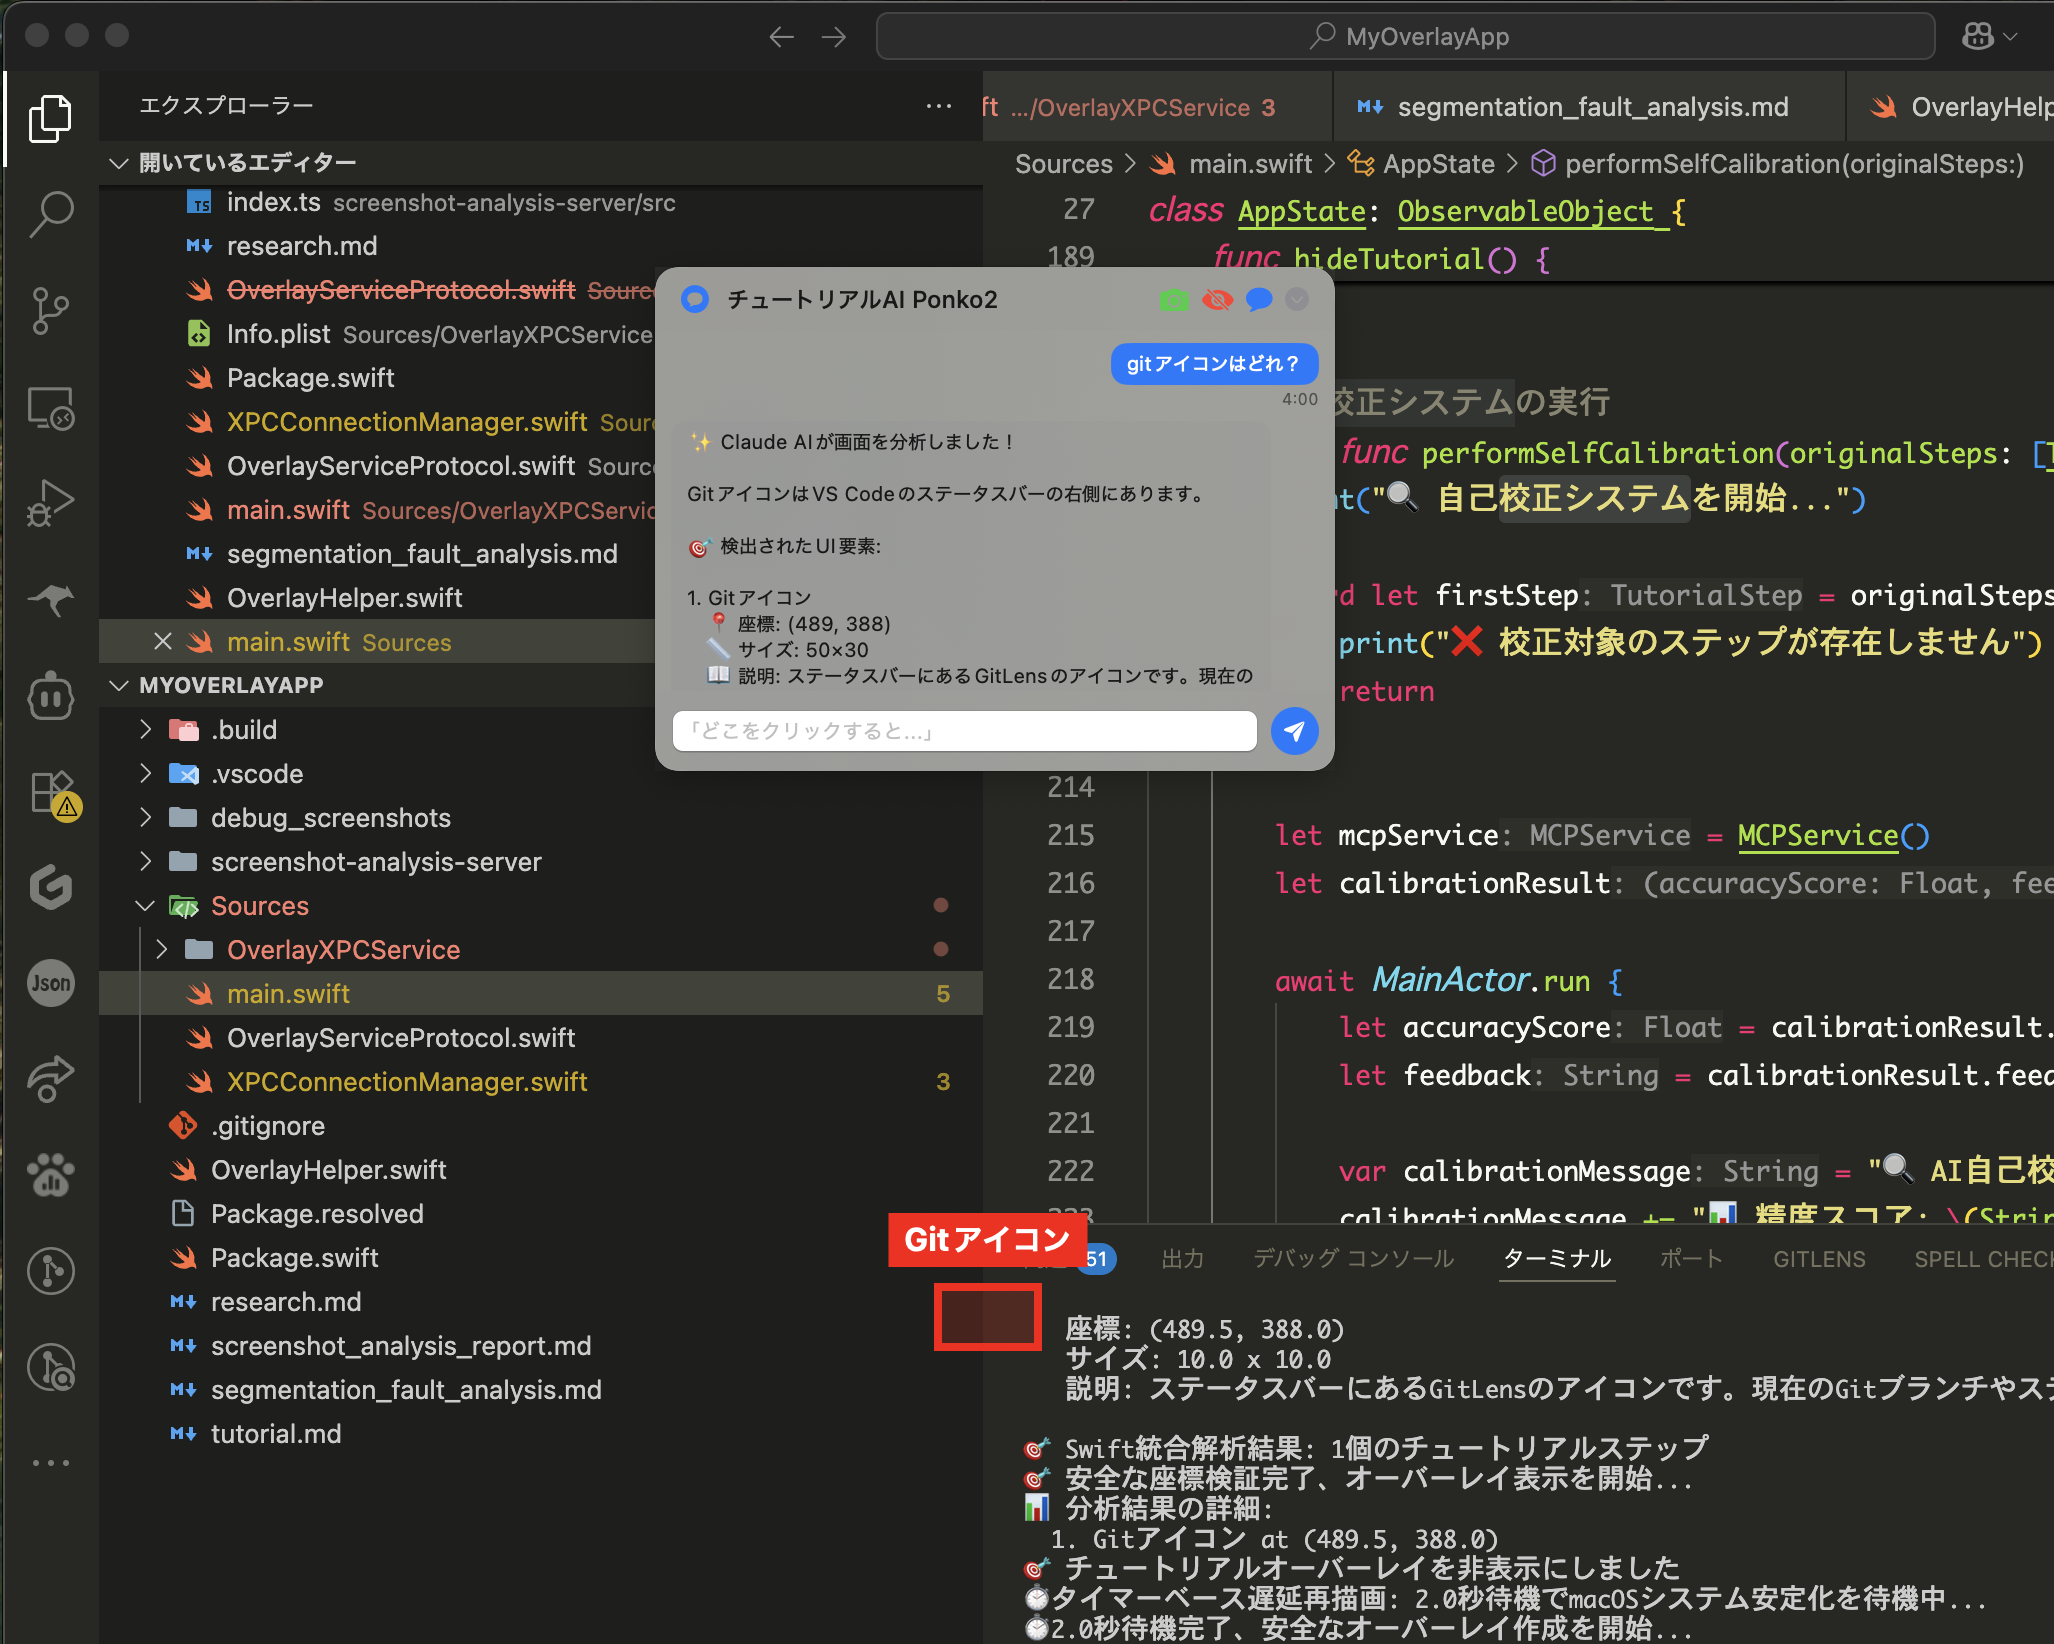 MyOverlayApp
エクスプローラー
開いているエディター
TS index.ts screenshot-analysis-server/src
research.md
OverlayServiceProtocol.swift
Info.plist Sources/OverlayXPCService
Package.swift
XPCConnectionManager.swift
OverlayServiceProtocol.swift
main.swift
segmentation_fault_analysis.md
OverlayHelper.swift
main.swift Sources
MYOVERLAYAPP
.build
.vscode
debug_screenshots
screenshot-analysis-server
Sources
OverlayXPCService
main.swift 5
OverlayServiceProtocol.swift
XPCConnectionManager.swift 3
.gitignore
OverlayHelper.swift
Package.resolved
Package.swift
research.md
screenshot_analysis_report.md
segmentation_fault_analysis.md
tutorial.md
Json
…/OverlayXPCService 3
segmentation_fault_analysis.md
Sources > main.swift > AppState > performSelfCalibration(originalSteps:)
27 class AppState: ObservableObject {
189 func hideTutorial() {
チュートリアルAI Ponko2
gitアイコンはどれ？
4:00
✨ Claude AIが画面を分析しました！
GitアイコンはVS Codeのステータスバーの右側にあります。
🎯 検出されたUI要素:
1. Gitアイコン
📍 座標: (489, 388)
📏 サイズ: 50×30
📖 説明: ステータスバーにあるGitLensのアイコンです。現在の
「どこをクリックすると...」
校正システムの実行
func performSelfCalibration(originalSteps: [
("🔍 自己校正システムを開始...")
let firstStep: TutorialStep = originalSteps
print("❌ 校正対象のステップが存在しません")
return
214
215 let mcpService: MCPService = MCPService()
216 let calibrationResult: (accuracyScore: Float,
217
218 await MainActor.run {
219 let accuracyScore: Float = calibrationResult.
220 let feedback: String = calibrationResult.
221
222 var calibrationMessage: String = "🔍 AI自己校
calibrationMessage += "📊 精度スコア: \(
Gitアイコン
51 出力 デバッグ コンソール ターミナル ポート GITLENS SPELL
座標: (489.5, 388.0)
サイズ: 10.0 x 10.0
説明: ステータスバーにあるGitLensのアイコンです。現在のGitブランチや
🎯 Swift統合解析結果: 1個のチュートリアルステップ
🎯 安全な座標検証完了、オーバーレイ表示を開始...
📊 分析結果の詳細:
1. Gitアイコン at (489.5, 388.0)
🎯 チュートリアルオーバーレイを非表示にしました
⏱タイマーベース遅延再描画: 2.0秒待機でmacOSシステム安定化を待機中...
⏱2.0秒待機完了、安全なオーバーレイ作成を開始...